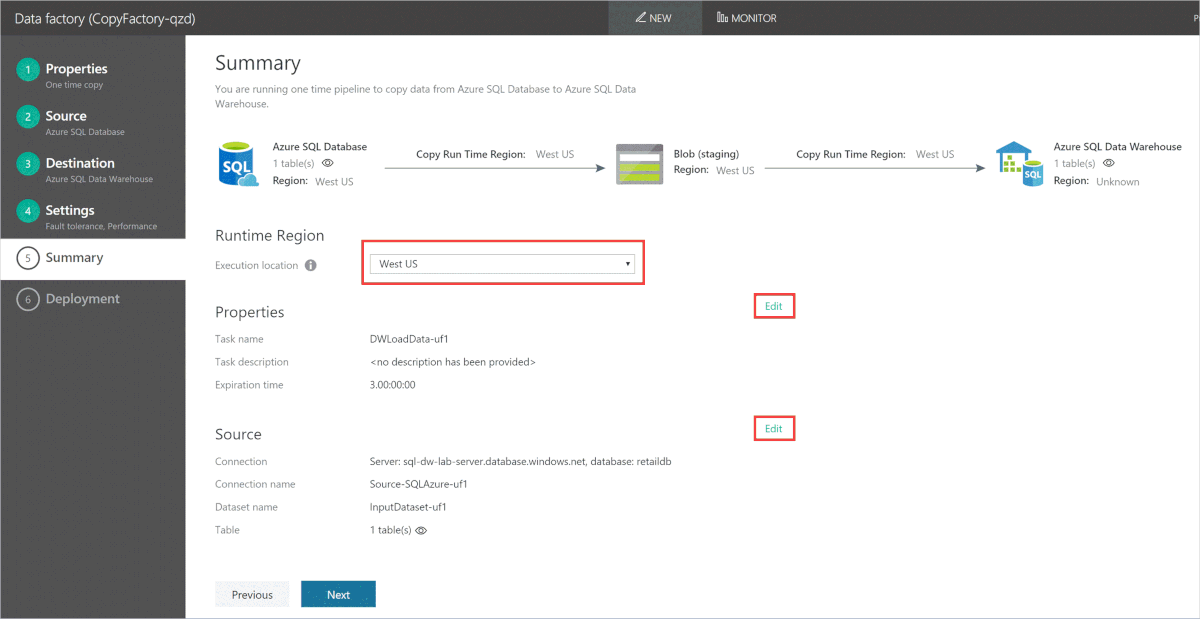 Data factory (CopyFactory-qzd)
NEW
MONITOR
P
1 Properties
One time copy
2 Source
Azure SQL Database
3 Destination
Azure SQL Data Warehouse
4 Settings
Fault tolerance, Performance
5 Summary
6 Deployment
Summary
You are running one time pipeline to copy data from Azure SQL Database to Azure SQL Data
Warehouse.
SQL
Azure SQL Database
1 table(s)
Region: West US
Copy Run Time Region: West US
Blob (staging)
Region: West US
Copy Run Time Region: West US
SQL
Azure SQL Data Warehouse
1 table(s)
Region: Unknown
Runtime Region
Execution location i West US
Properties Edit
Task name DWLoadData-uf1
Task description <no description has been provided>
Expiration time 3.00:00:00
Source Edit
Connection Server: sql-dw-lab-server.database.windows.net, database: retaildb
Connection name Source-SQLAzure-uf1
Dataset name InputDataset-uf1
Table 1 table(s)
Previous Next